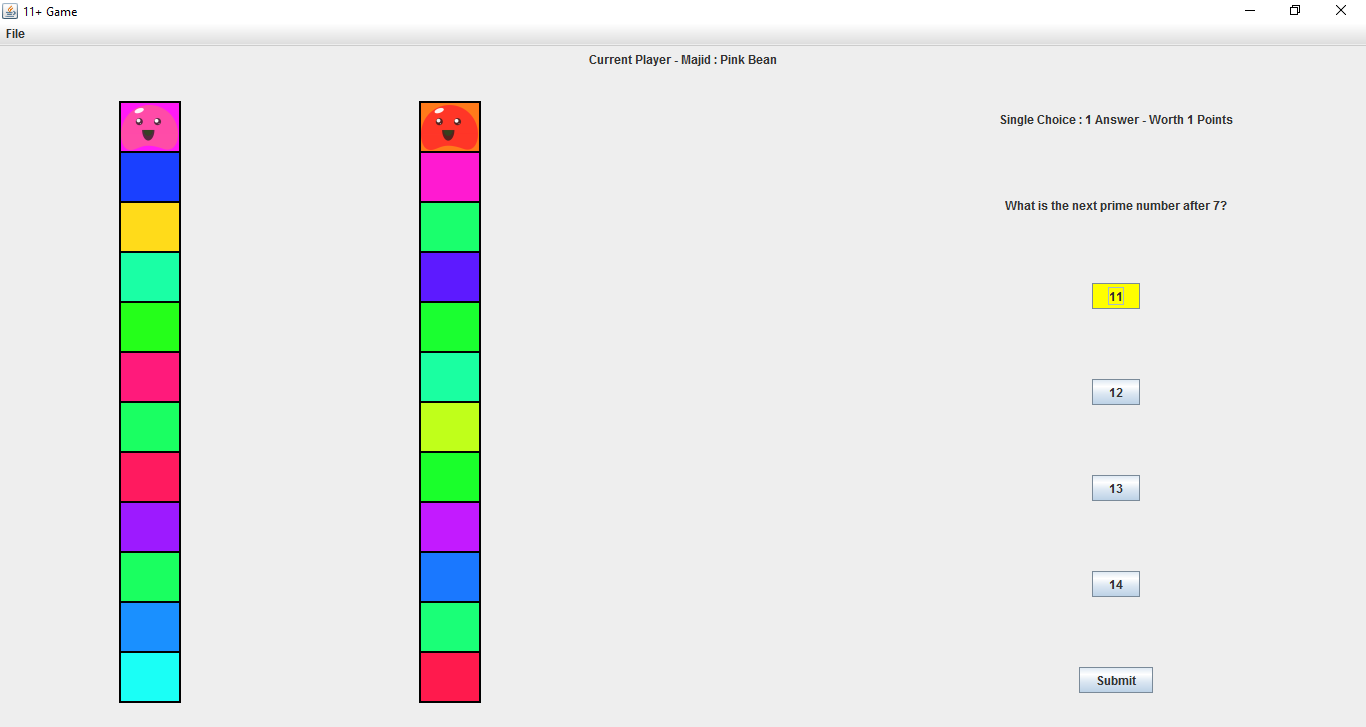 11+ Game
File
Current Player - Majid : Pink Bean
Single Choice : 1 Answer - Worth 1 Points
What is the next prime number after 7?
11
12
13
14
Submit